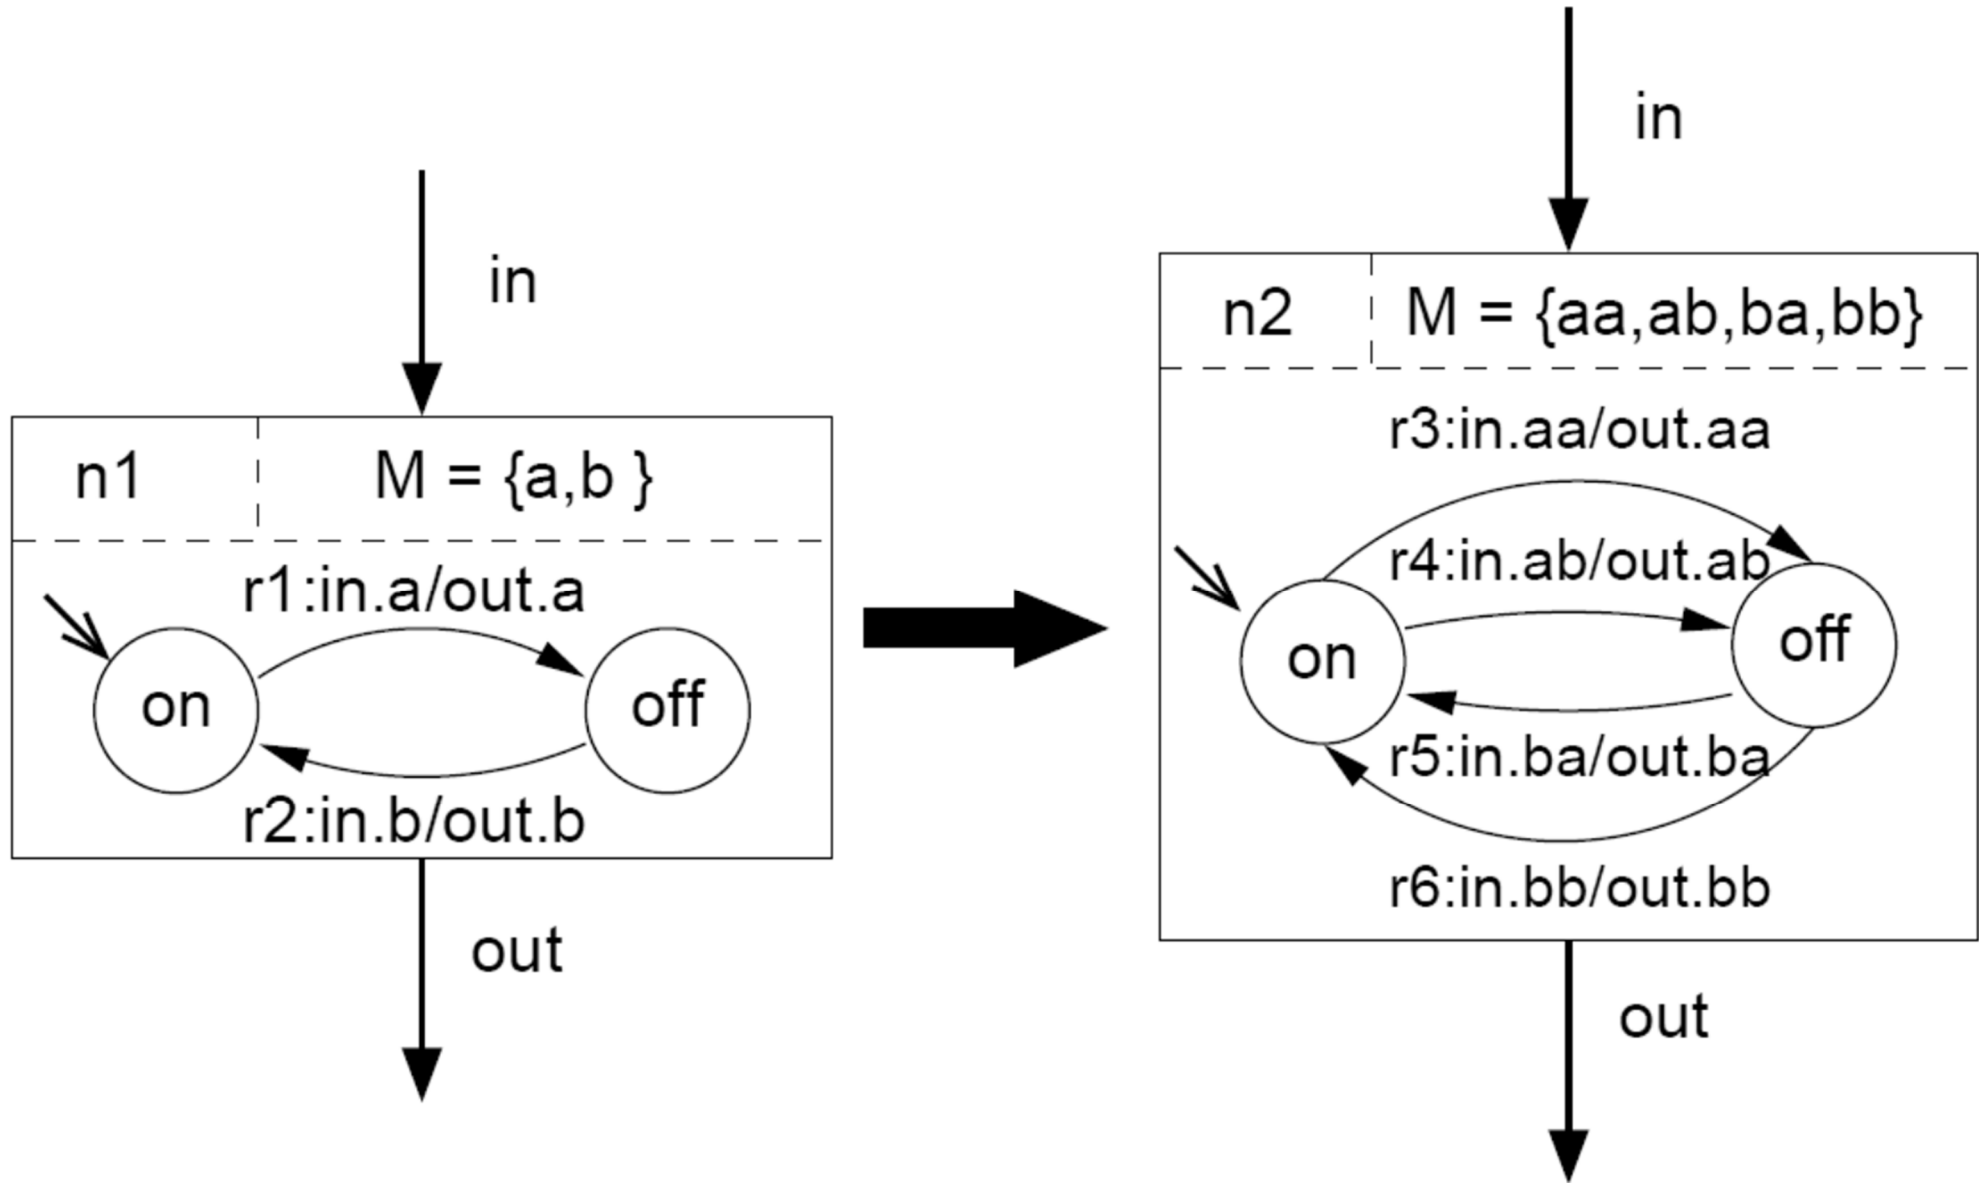 in
n1 M = {a,b }
r1:in.a/out.a
on off
r2:in.b/out.b
out
in
n2 M = {aa,ab,ba,bb}
r3:in.aa/out.aa
r4:in.ab/out.ab
on off
r5:in.ba/out.ba
r6:in.bb/out.bb
out